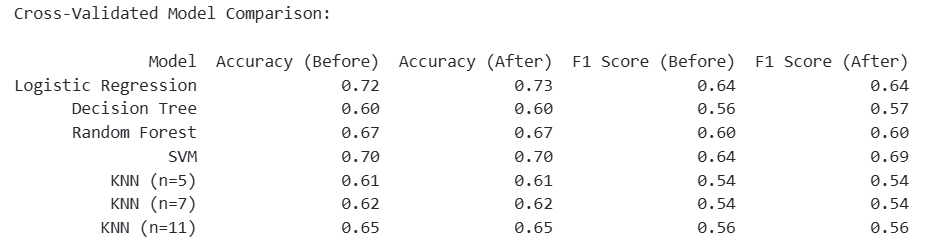 Cross-Validated Model Comparison:
Model Accuracy (Before) Accuracy (After) F1 Score (Before) F1 Score (After)
Logistic Regression 0.72 0.73 0.64 0.64
Decision Tree 0.60 0.60 0.56 0.57
Random Forest 0.67 0.67 0.60 0.60
SVM 0.70 0.70 0.64 0.69
KNN (n=5) 0.61 0.61 0.54 0.54
KNN (n=7) 0.62 0.62 0.54 0.54
KNN (n=11) 0.65 0.65 0.56 0.56